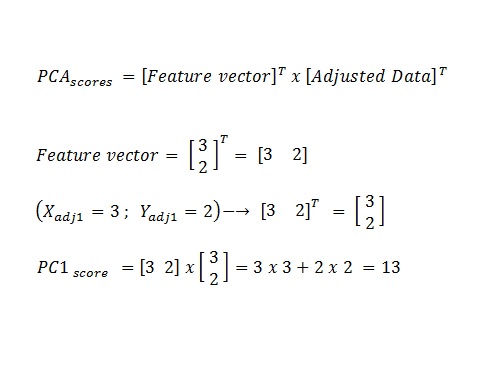 PCA_scores = [Feature vector]^T x [Adjusted Data]^T
Feature vector = [3 2]^T = [3 2]
(X_adj1 = 3 ; Y_adj1 = 2)−→ [3 2]^T = [3 2]
PC1_score = [3 2] x [3 2] = 3 x 3 + 2 x 2 = 13